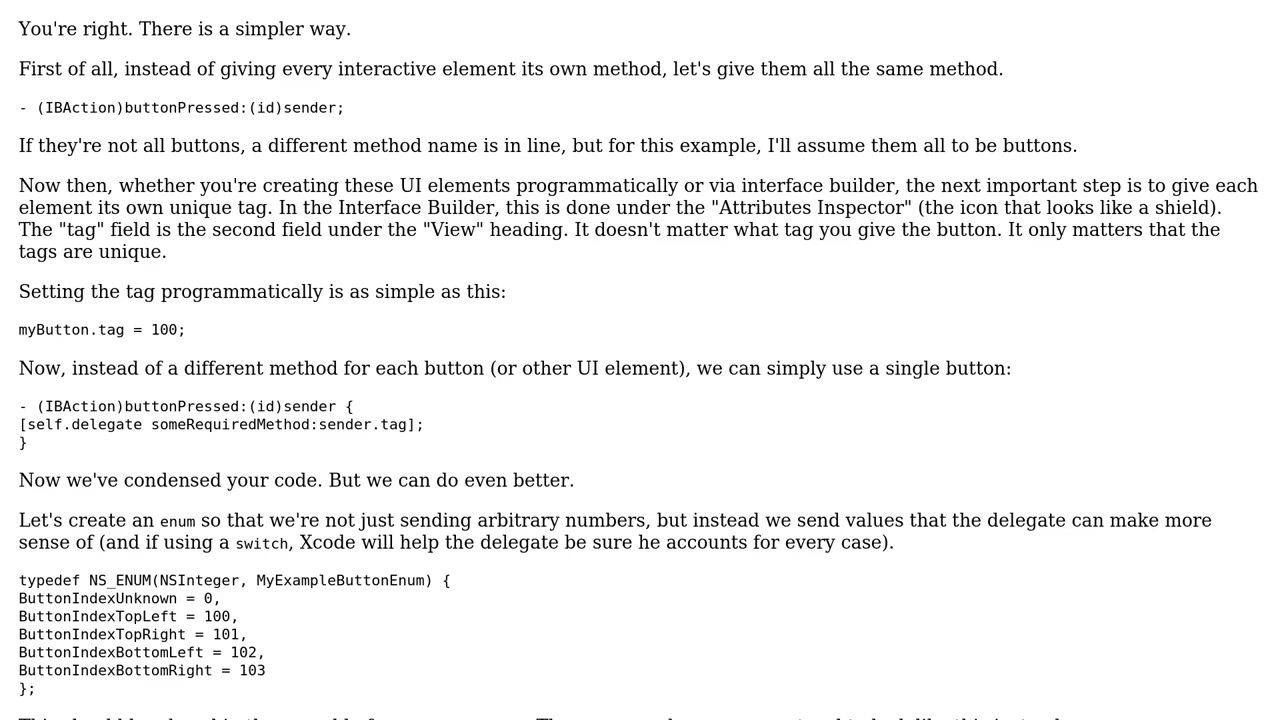 You're right. There is a simpler way.
First of all, instead of giving every interactive element its own method, let's give them all the same method.
- (IBAction)buttonPressed:(id)sender;
If they're not all buttons, a different method name is in line, but for this example, I'll assume them all to be buttons.
Now then, whether you're creating these UI elements programmatically or via interface builder, the next important step is to give each
element its own unique tag. In the Interface Builder, this is done under the "Attributes Inspector" (the icon that looks like a shield).
The "tag" field is the second field under the "View" heading. It doesn't matter what tag you give the button. It only matters that the
tags are unique.
Setting the tag programmatically is as simple as this:
myButton.tag = 100;
Now, instead of a different method for each button (or other UI element), we can simply use a single button:
- (IBAction)buttonPressed:(id)sender {
[self.delegate someRequiredMethod:sender.tag];
}
Now we've condensed your code. But we can do even better.
Let's create an enum so that we're not just sending arbitrary numbers, but instead we send values that the delegate can make more
sense of (and if using a switch, Xcode will help the delegate be sure he accounts for every case).
typedef NS_ENUM(NSInteger, MyExampleButtonEnum) {
ButtonIndexUnknown = 0,
ButtonIndexTopLeft = 100,
ButtonIndexTopRight = 101,
ButtonIndexBottomLeft = 102,
ButtonIndexBottomRight = 103
};